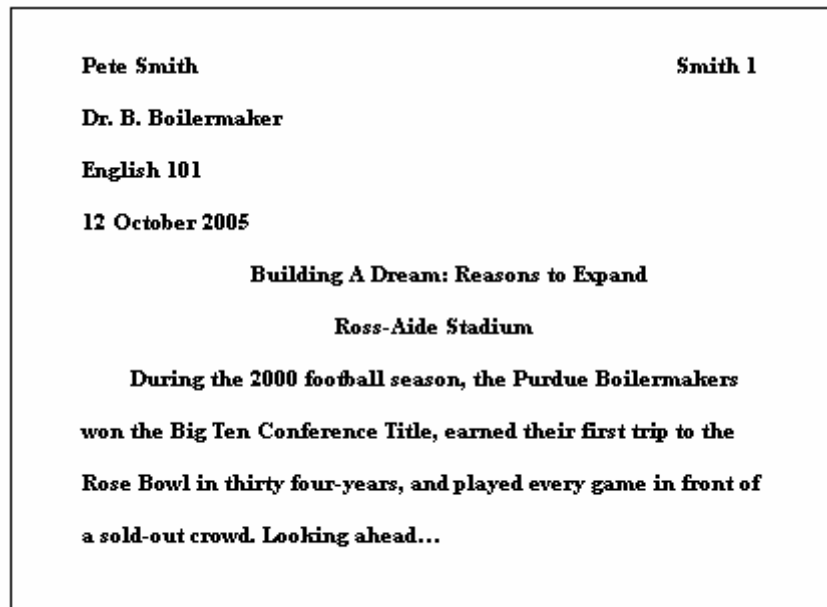 Pete Smith Smith 1
Dr. B. Boilermaker
English 101
12 October 2005
Building A Dream: Reasons to Expand
Ross-Aide Stadium
During the 2000 football season, the Purdue Boilermakers
won the Big Ten Conference Title, earned their first trip to the
Rose Bowl in thirty four-years, and played every game in front of
a sold-out crowd. Looking ahead...